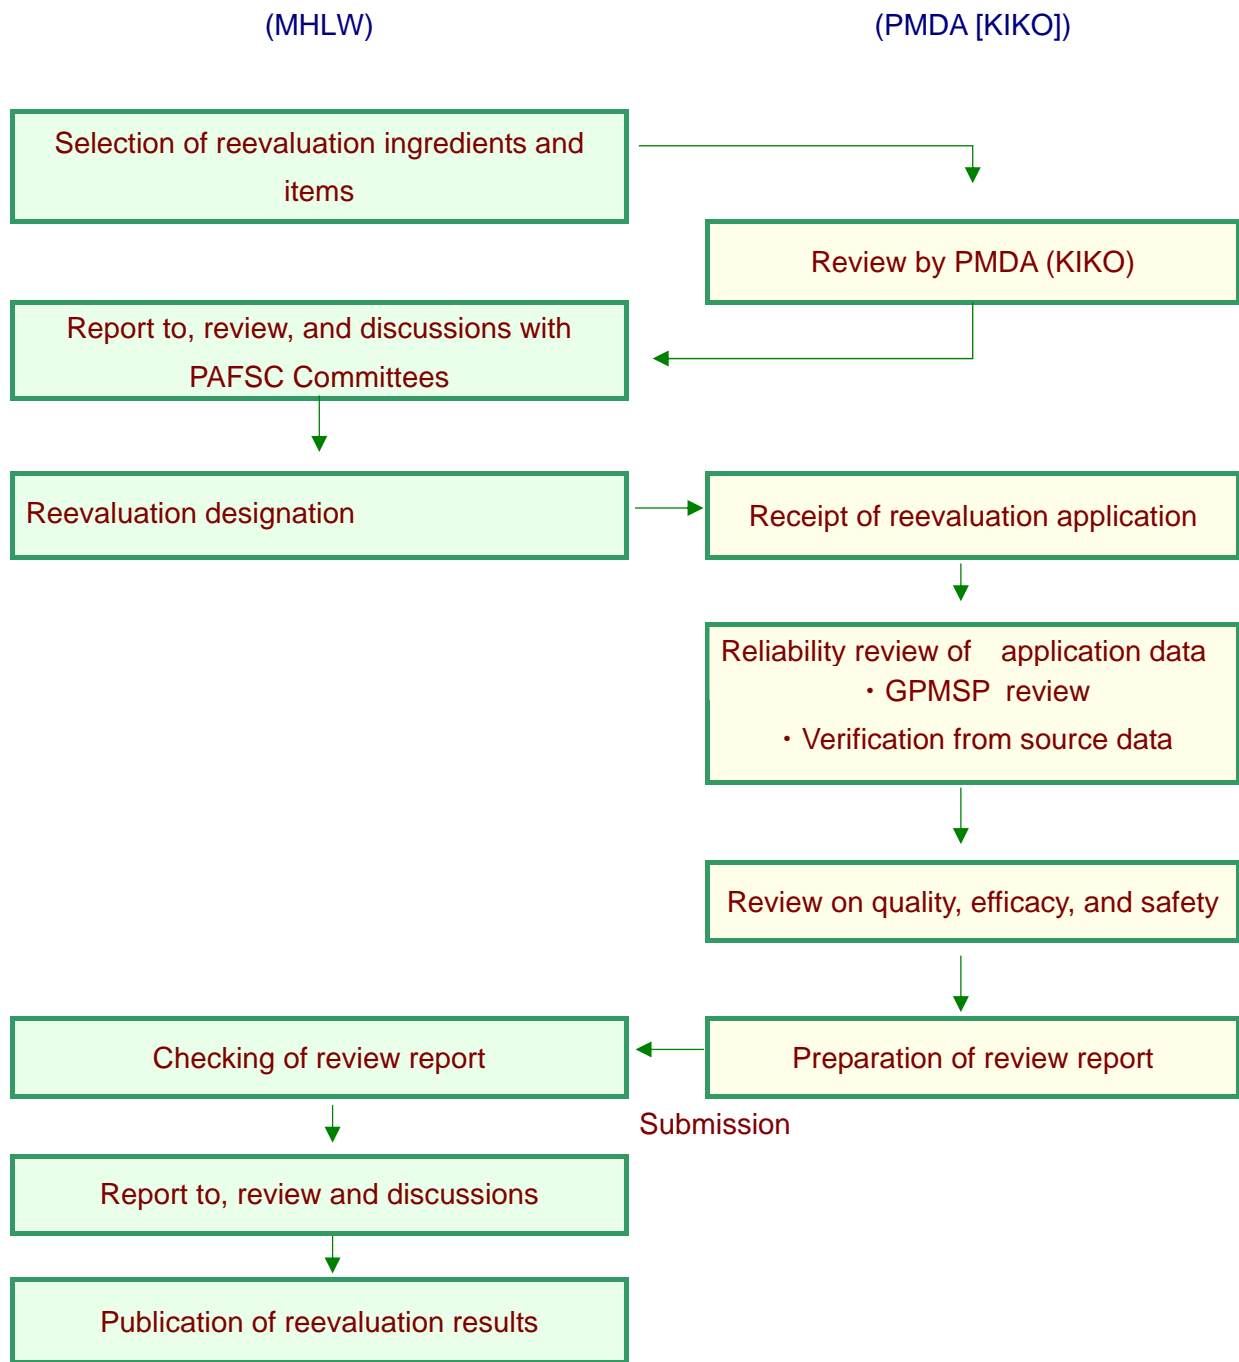 (MHLW)
(PMDA [KIKO])
Selection of reevaluation ingredients and
items
Review by PMDA (KIKO)
Report to, review, and discussions with
PAFSC Committees
Reevaluation designation
Receipt of reevaluation application
Reliability review of application data
・GPMSP review
・Verification from source data
Review on quality, efficacy, and safety
Checking of review report
Preparation of review report
Submission
Report to, review and discussions
Publication of reevaluation results